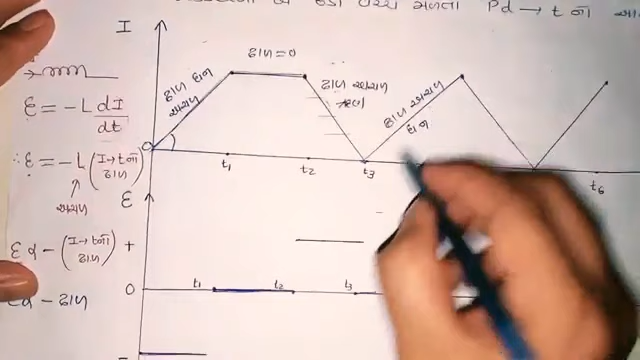 Pd → t નો
I
ઢાળ = 0
ઢાળ ધન અચળ
ઢાળ અચળ ઋણ
ઢાળ અચળ ધન
ε = -L dI/dt
∴ ε = -L (I→t નો ઢાળ)
અચળ
0
t₁
t₂
t₃
t₆
ε
ε α - (I→t નો ઢાળ)
+
ε α - ઢાળ
0
t₁
t₂
t₃